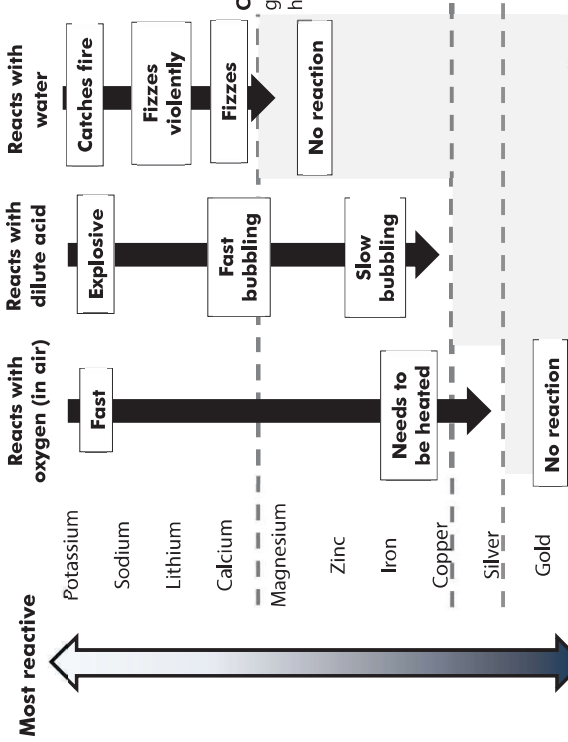 Most reactive
Potassium
Sodium
Lithium
Calcium
Magnesium
Zinc
Iron
Copper
Silver
Gold
Reacts with
oxygen (in air)
Fast
Needs to
be heated
No reaction
Reacts with
dilute acid
Explosive
Fast
bubbling
Slow
bubbling
Reacts with
water
Catches fire
Fizzes
violently
Fizzes
No reaction